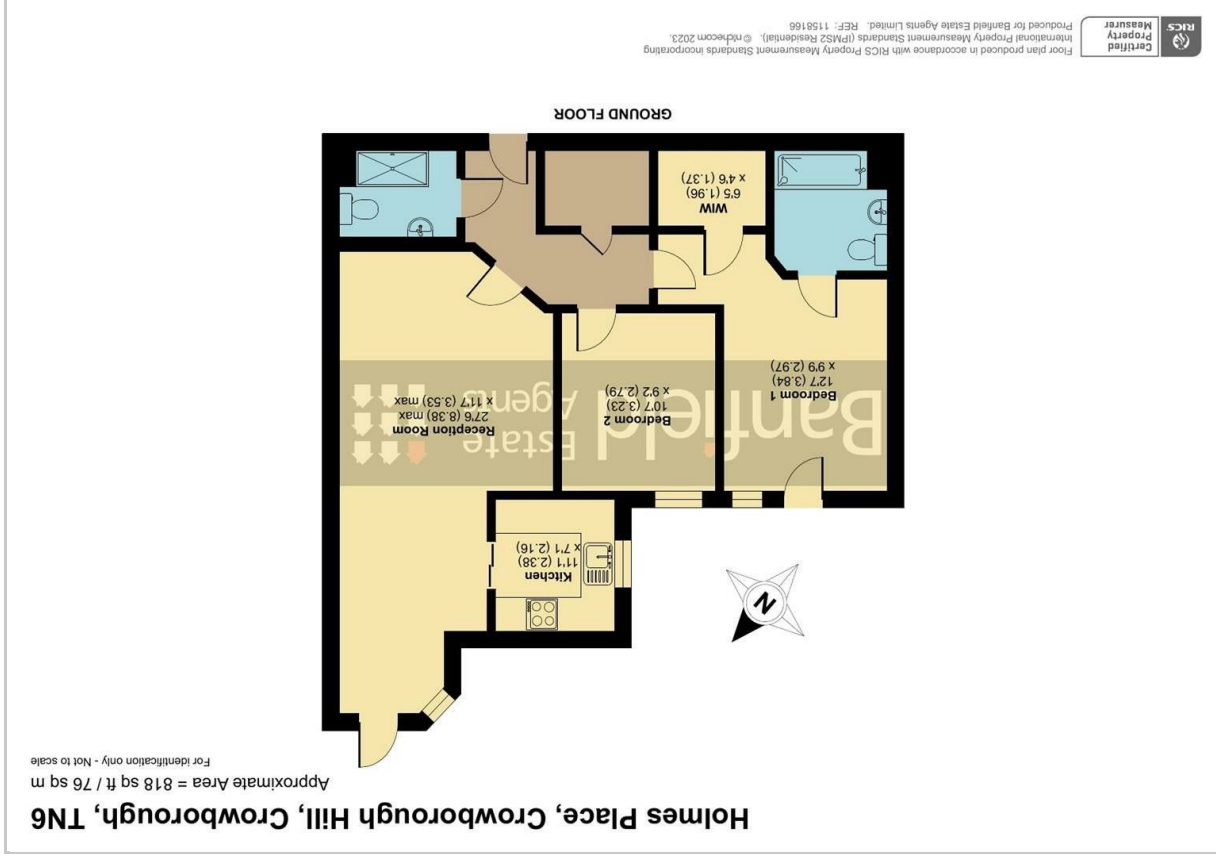 Holmes Place, Crowborough Hill, Crowborough, TN6
Approximate Area = 818 sq ft / 76 sq m
For identification only - Not to scale
N
Kitchen
11'1 (2.38)
x 7'1 (2.16)
Reception Room
27'6 (8.38) max
x 11'7 (3.53) max
Bedroom 2
10'7 (3.23)
x 9'2 (2.79)
Bedroom 1
12'7 (3.84)
x 9'9 (2.97)
Banfield
Estate
Agents
WIW
6'5 (1.96)
x 4'6 (1.37)
GROUND FLOOR
RICS
Certified
Property
Measurer
Floor plan produced in accordance with RICS Property Measurement Standards incorporating
International Property Measurement Standards (IPMS2 Residential). ©nichecom 2023.
Produced for Banfield Estate Agents Limited. REF: 1158166